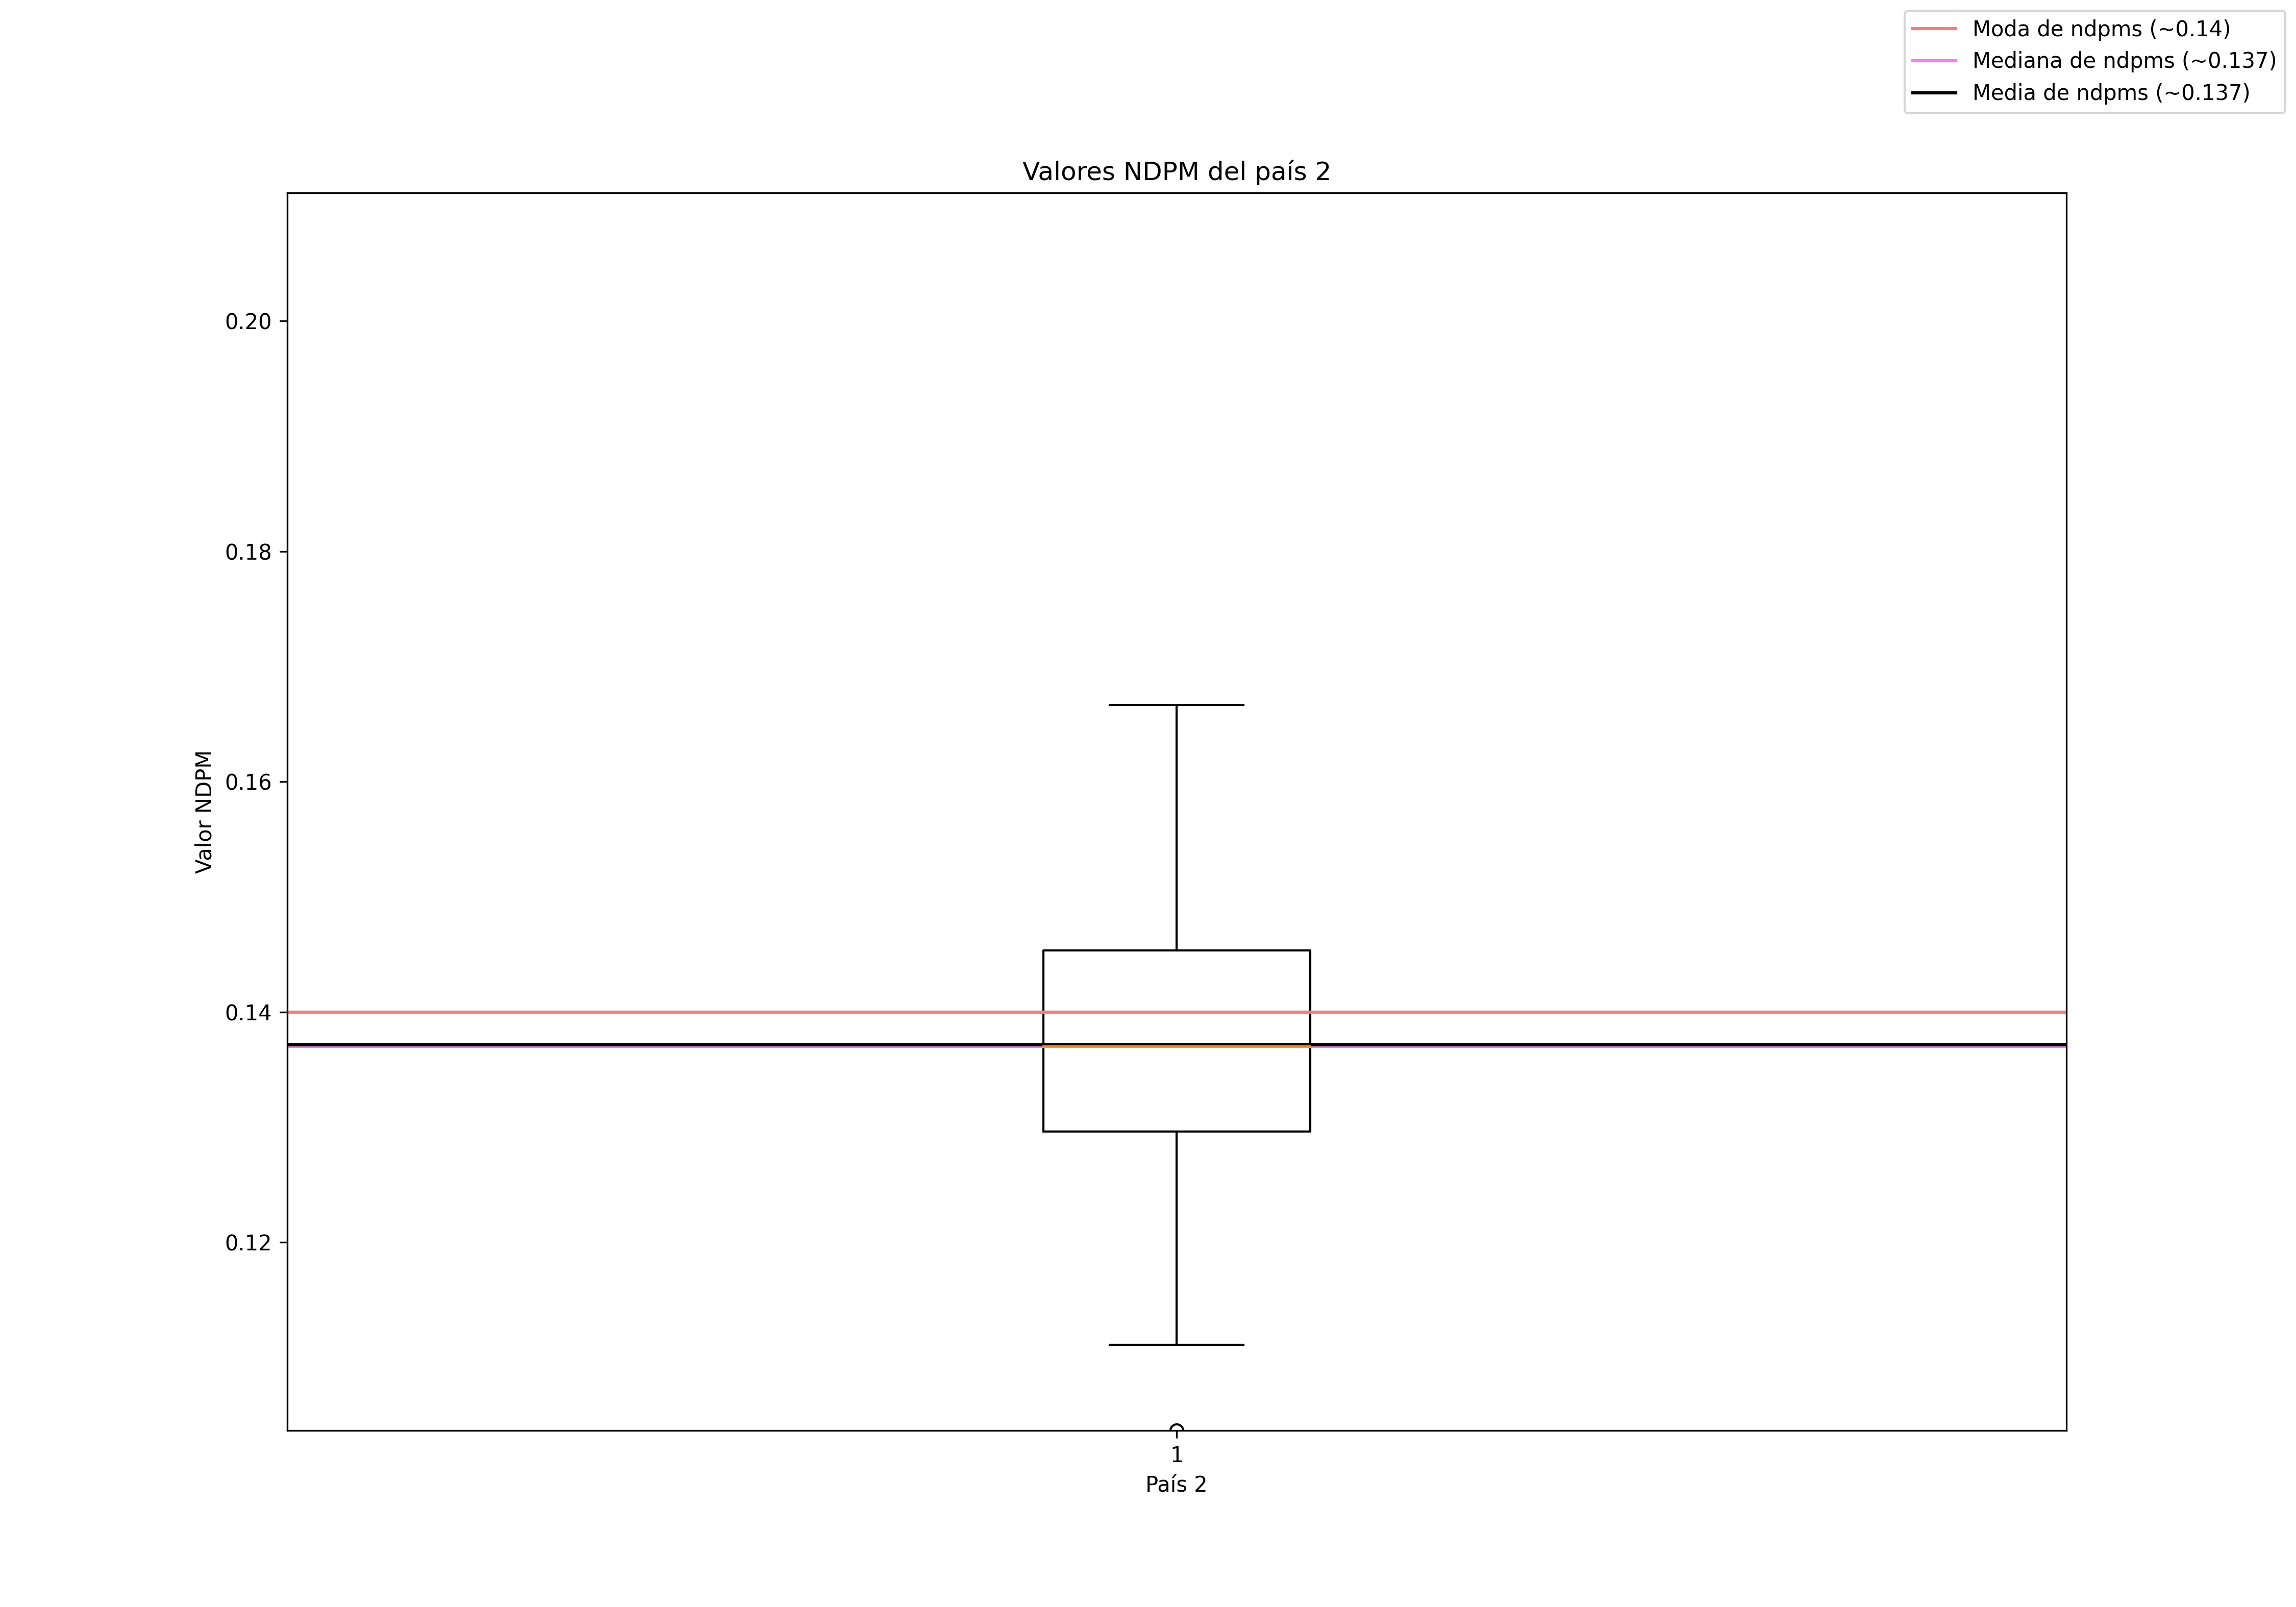 Moda de ndpms (~0.14)
Mediana de ndpms (~0.137)
Media de ndpms (~0.137)
Valores NDPM del país 2
0.20
0.18
0.16
0.14
0.12
Valor NDPM
1
País 2